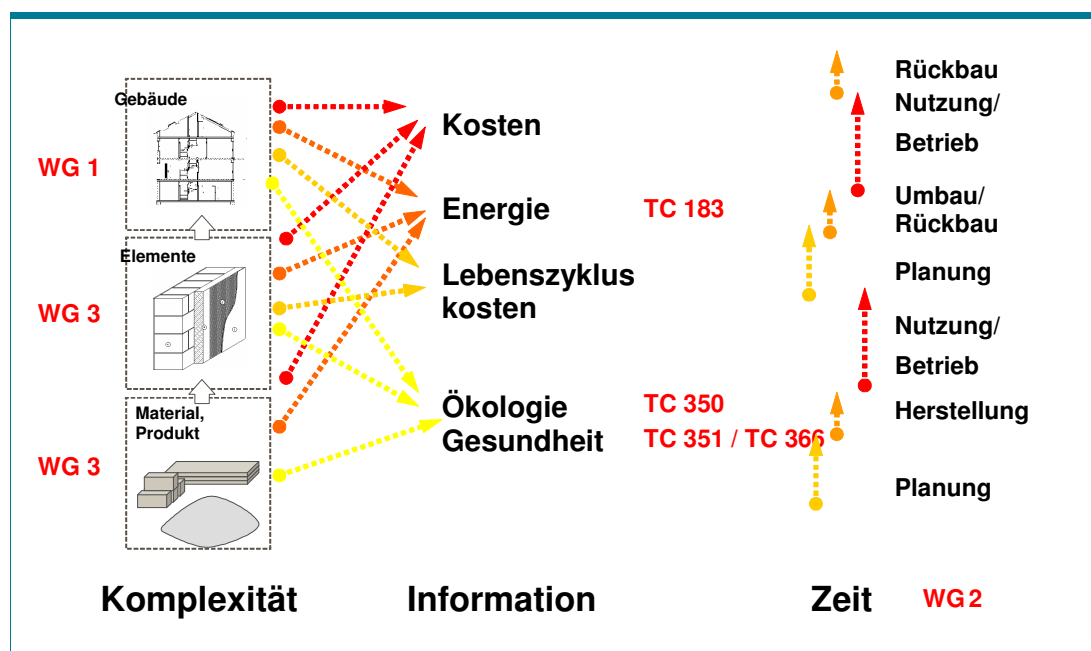 Gebäude
WG 1
Elemente
WG 3
Material,
Produkt
WG 3
Komplexität
Kosten
Energie
TC 183
Lebenszyklus
kosten
Ökologie
Gesundheit
TC 350
TC 351 / TC 366
Information
Rückbau
Nutzung/
Betrieb
Umbau/
Rückbau
Planung
Nutzung/
Betrieb
Herstellung
Planung
Zeit
WG 2